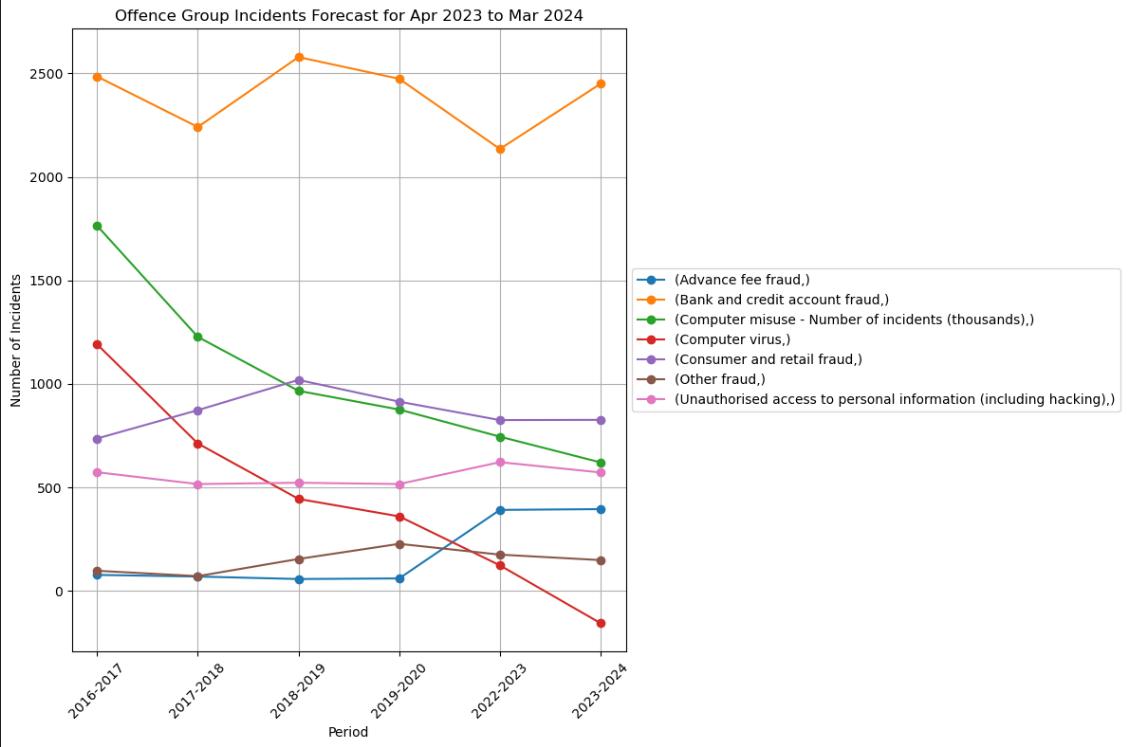 Offence Group Incidents Forecast for Apr 2023 to Mar 2024
Number of Incidents
2500
2000
1500
1000
500
0
2016-2017
2017-2018
2018-2019
2019-2020
2022-2023
2023-2024
Period
(Advance fee fraud,)
(Bank and credit account fraud,)
(Computer misuse - Number of incidents (thousands),)
(Computer virus,)
(Consumer and retail fraud,)
(Other fraud,)
(Unauthorised access to personal information (including hacking),)